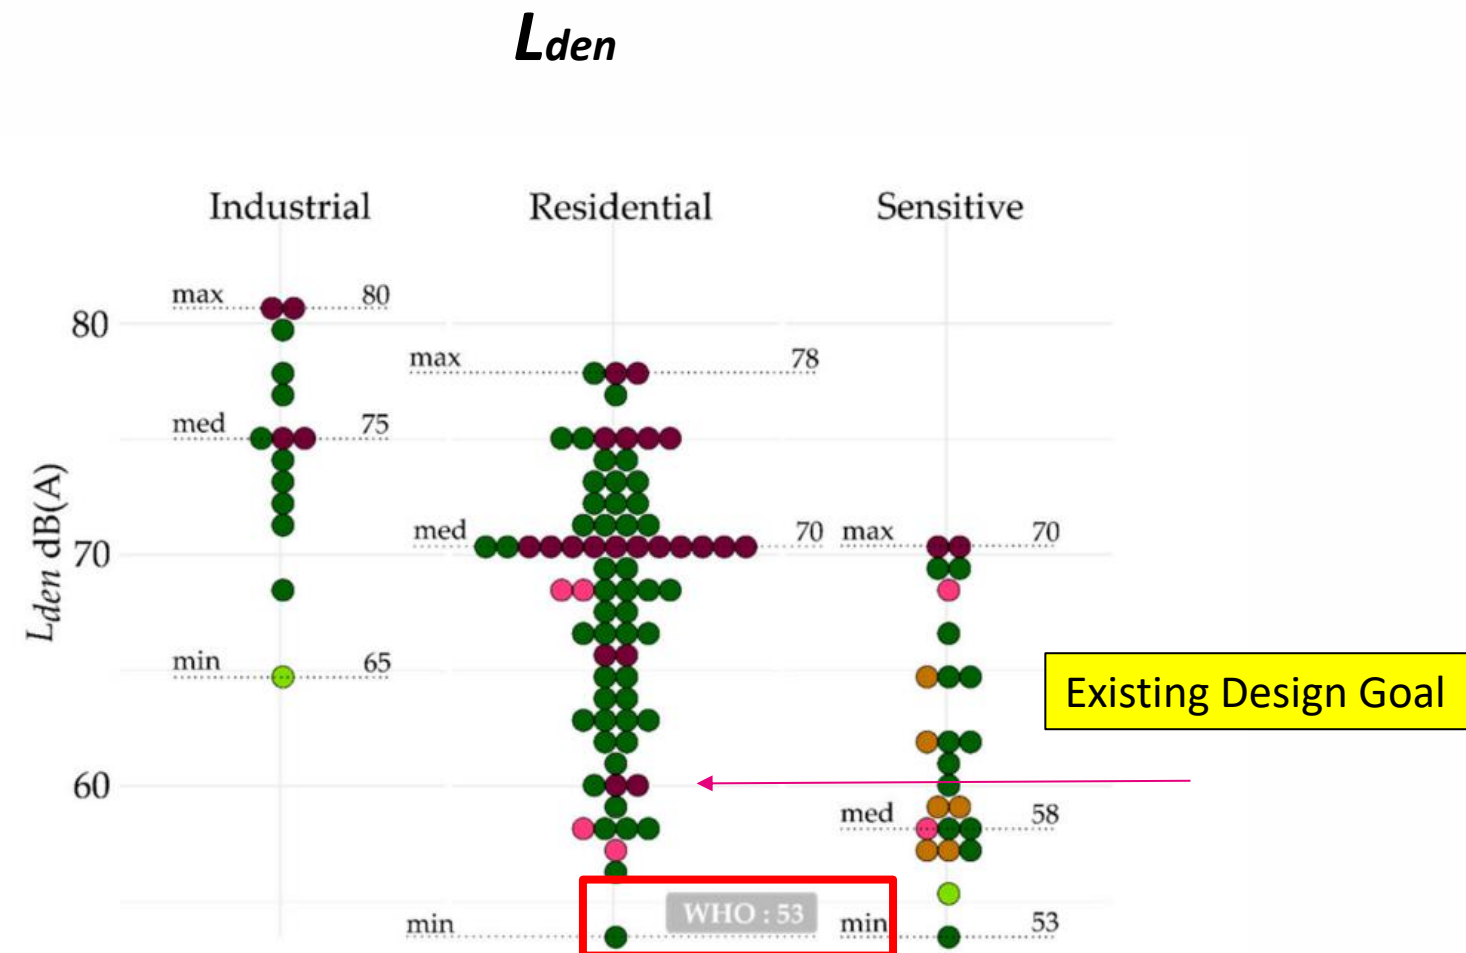 Lden
Industrial Residential Sensitive
max 80
80
max 78
med 75
med 70 max 70
70
Lden dB(A)
min 65
Existing Design Goal
60
med 58
WHO : 53
min min 53